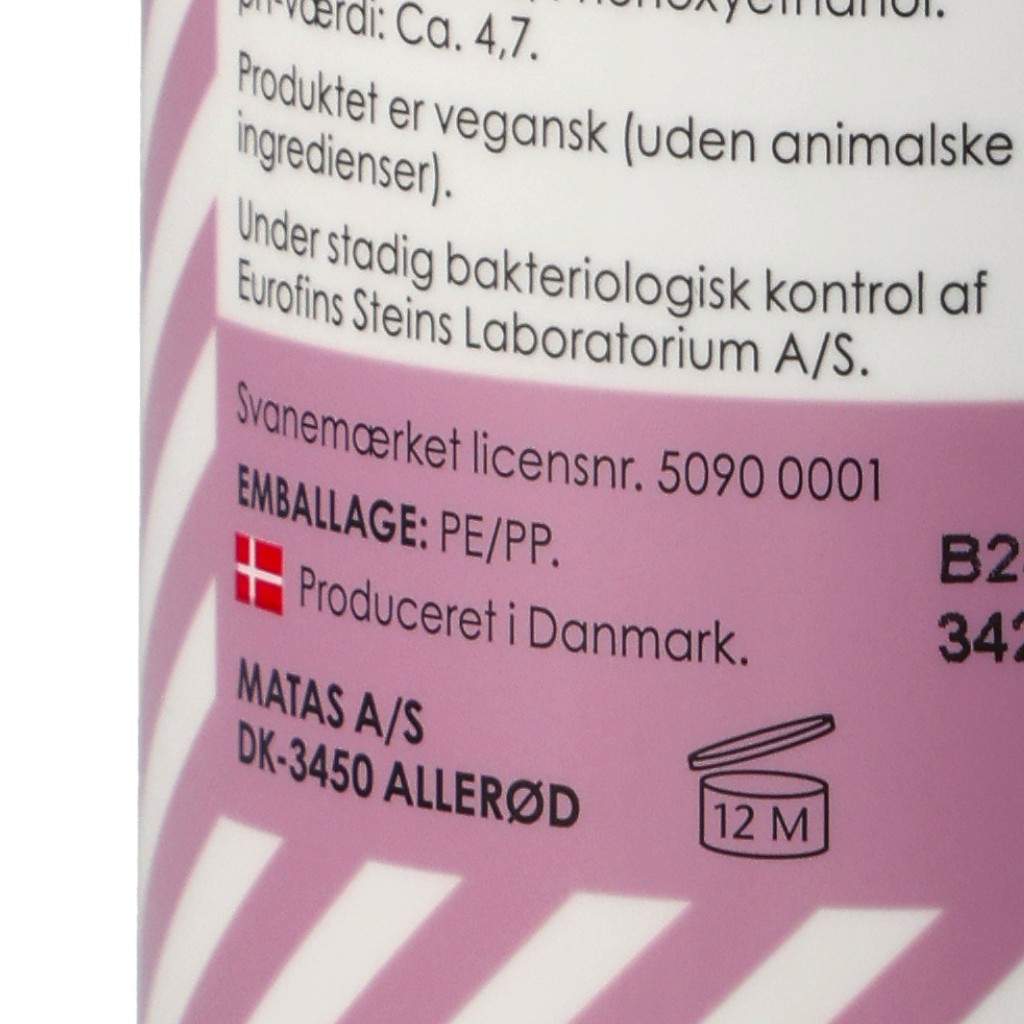 pH-værdi: Ca. 4,7.
Produktet er vegansk (uden animalske
ingredienser).
Under stadig bakteriologisk kontrol af
Eurofins Steins Laboratorium A/S.
Svanemærket licensnr. 5090 0001
EMBALLAGE: PE/PP.
Produceret i Danmark.
MATAS A/S
DK-3450 ALLERØD
12 M